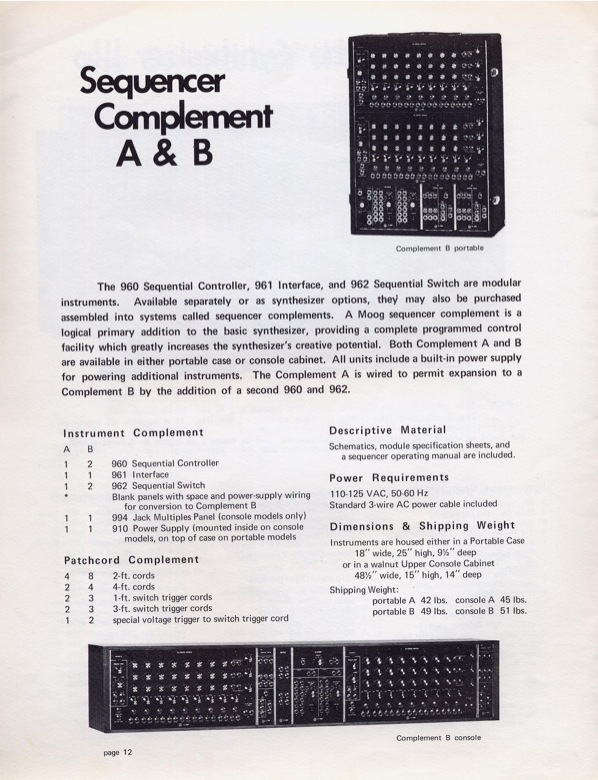 Sequencer
Complement
A & B
Complement B portable
The 960 Sequential Controller, 961 Interface, and 962 Sequential Switch are modular
instruments. Available separately or as synthesizer options, they may also be purchased
assembled into systems called sequencer complements. A Moog sequencer complement is a
logical primary addition to the basic synthesizer, providing a complete programmed control
facility which greatly increases the synthesizer's creative potential. Both Complement A and B
are available in either portable case or console cabinet. All units include a built-in power supply
for powering additional instruments. The Complement A is wired to permit expansion to a
Complement B by the addition of a second 960 and 962.
Instrument Complement
A B
1 2 960 Sequential Controller
1 1 961 Interface
1 2 962 Sequential Switch
* Blank panels with space and power-supply wiring
for conversion to Complement B
1 1 994 Jack Multiples Panel (console models only)
1 1 910 Power Supply (mounted inside on console
models, on top of case on portable models)
Patchcord Complement
4 8 2-ft. cords
2 4 4-ft. cords
2 3 1-ft. switch trigger cords
2 3 3-ft. switch trigger cords
1 2 special voltage trigger to switch trigger cord
Descriptive Material
Schematics, module specification sheets, and
a sequencer operating manual are included.
Power Requirements
110-125 VAC, 50-60 Hz
Standard 3-wire AC power cable included
Dimensions & Shipping Weight
Instruments are housed either in a Portable Case
18" wide, 25" high, 9½" deep
or in a walnut Upper Console Cabinet
48½" wide, 15" high, 14" deep
Shipping Weight:
portable A 42 lbs. console A 45 lbs.
portable B 49 lbs. console B 51 lbs.
Complement B console
page 12